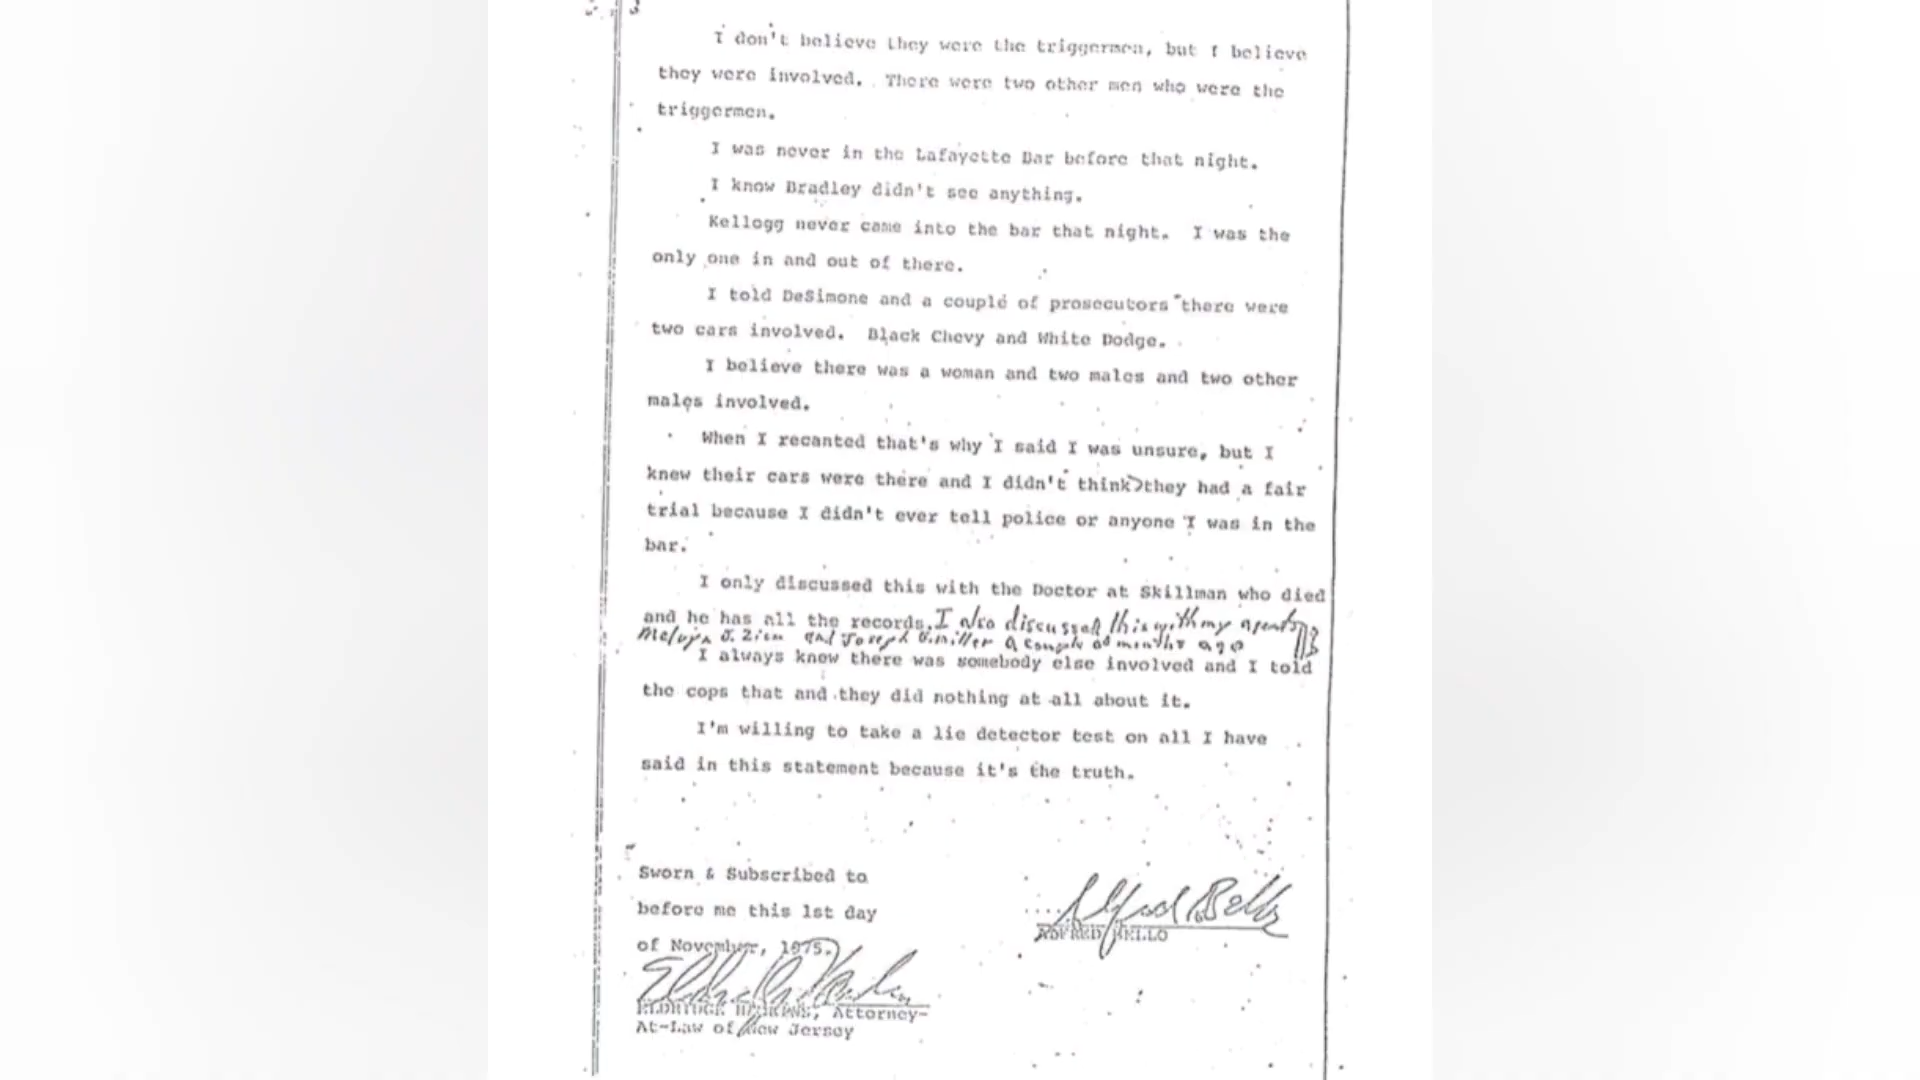 3
I don't believe they were the triggermen, but I believe
they were involved. There were two other men who were the
triggermen.
I was never in the Lafayette Bar before that night.
I know Bradley didn't see anything.
Kellogg never came into the bar that night. I was the
only one in and out of there.
I told DeSimone and a couple of prosecutors there were
two cars involved. Black Chevy and White Dodge.
I believe there was a woman and two males and two other
males involved.
When I recanted that's why I said I was unsure, but I
knew their cars were there and I didn't think they had a fair
trial because I didn't ever tell police or anyone I was in the
bar.
I only discussed this with the Doctor at Skillman who died
and he has all the records. I also discussed this with my agents
Melvyn J. Ziem and Joseph Miller a couple of months ago
I always knew there was somebody else involved and I told
the cops that and they did nothing at all about it.
I'm willing to take a lie detector test on all I have
said in this statement because it's the truth.
Sworn & Subscribed to
before me this 1st day
of November, 1975.
Alfred Bello
ALFRED BELLO
ELDRIDGE HAWKINS, Attorney-
At-Law of New Jersey